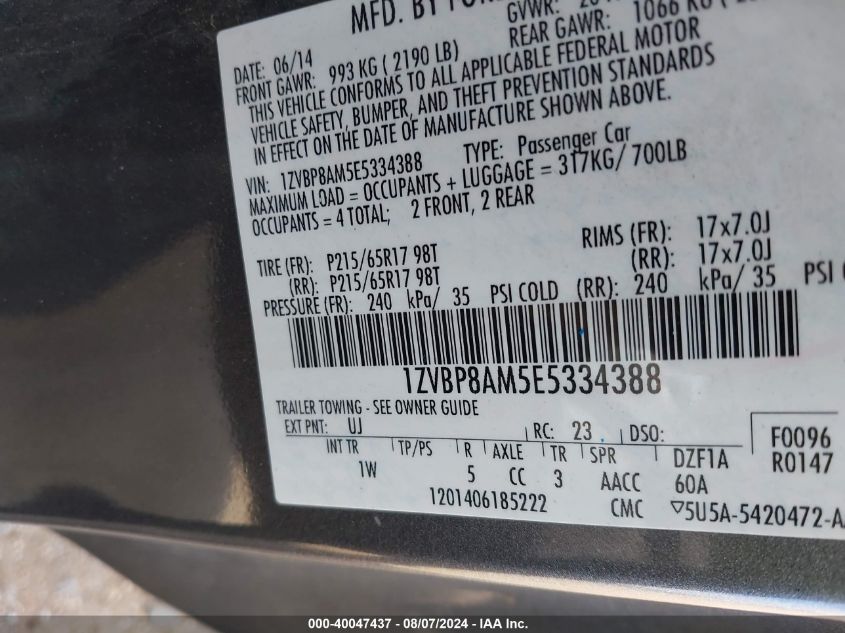 MFD. BY
GVWR:
DATE: 06/14
REAR GAWR: 1066 KG (
FRONT GAWR: 993 KG ( 2190 LB)
THIS VEHICLE CONFORMS TO ALL APPLICABLE FEDERAL MOTOR
VEHICLE SAFETY, BUMPER, AND THEFT PREVENTION STANDARDS
IN EFFECT ON THE DATE OF MANUFACTURE SHOWN ABOVE.
VIN: 1ZVBP8AM5E5334388 TYPE: Passenger Car
MAXIMUM LOAD = OCCUPANTS + LUGGAGE = 317KG/ 700LB
OCCUPANTS = 4 TOTAL; 2 FRONT, 2 REAR
TIRE (FR): P215/65R17 98T RIMS (FR): 17x7.0J
(RR): P215/65R17 98T (RR): 17x7.0J
PRESSURE (FR): 240 kPa/ 35 PSI COLD (RR): 240 kPa/ 35 PSI
1ZVBP8AM5E5334388
TRAILER TOWING - SEE OWNER GUIDE
EXT PNT: UJ RC: 23 DSO: F0096
INT TR TP/PS R AXLE TR SPR DZF1A R0147
1W 5 CC 3 AACC 60A
1201406185222 CMC 5U5A-5420472-A
000-40047437 - 08/07/2024 - IAA Inc.